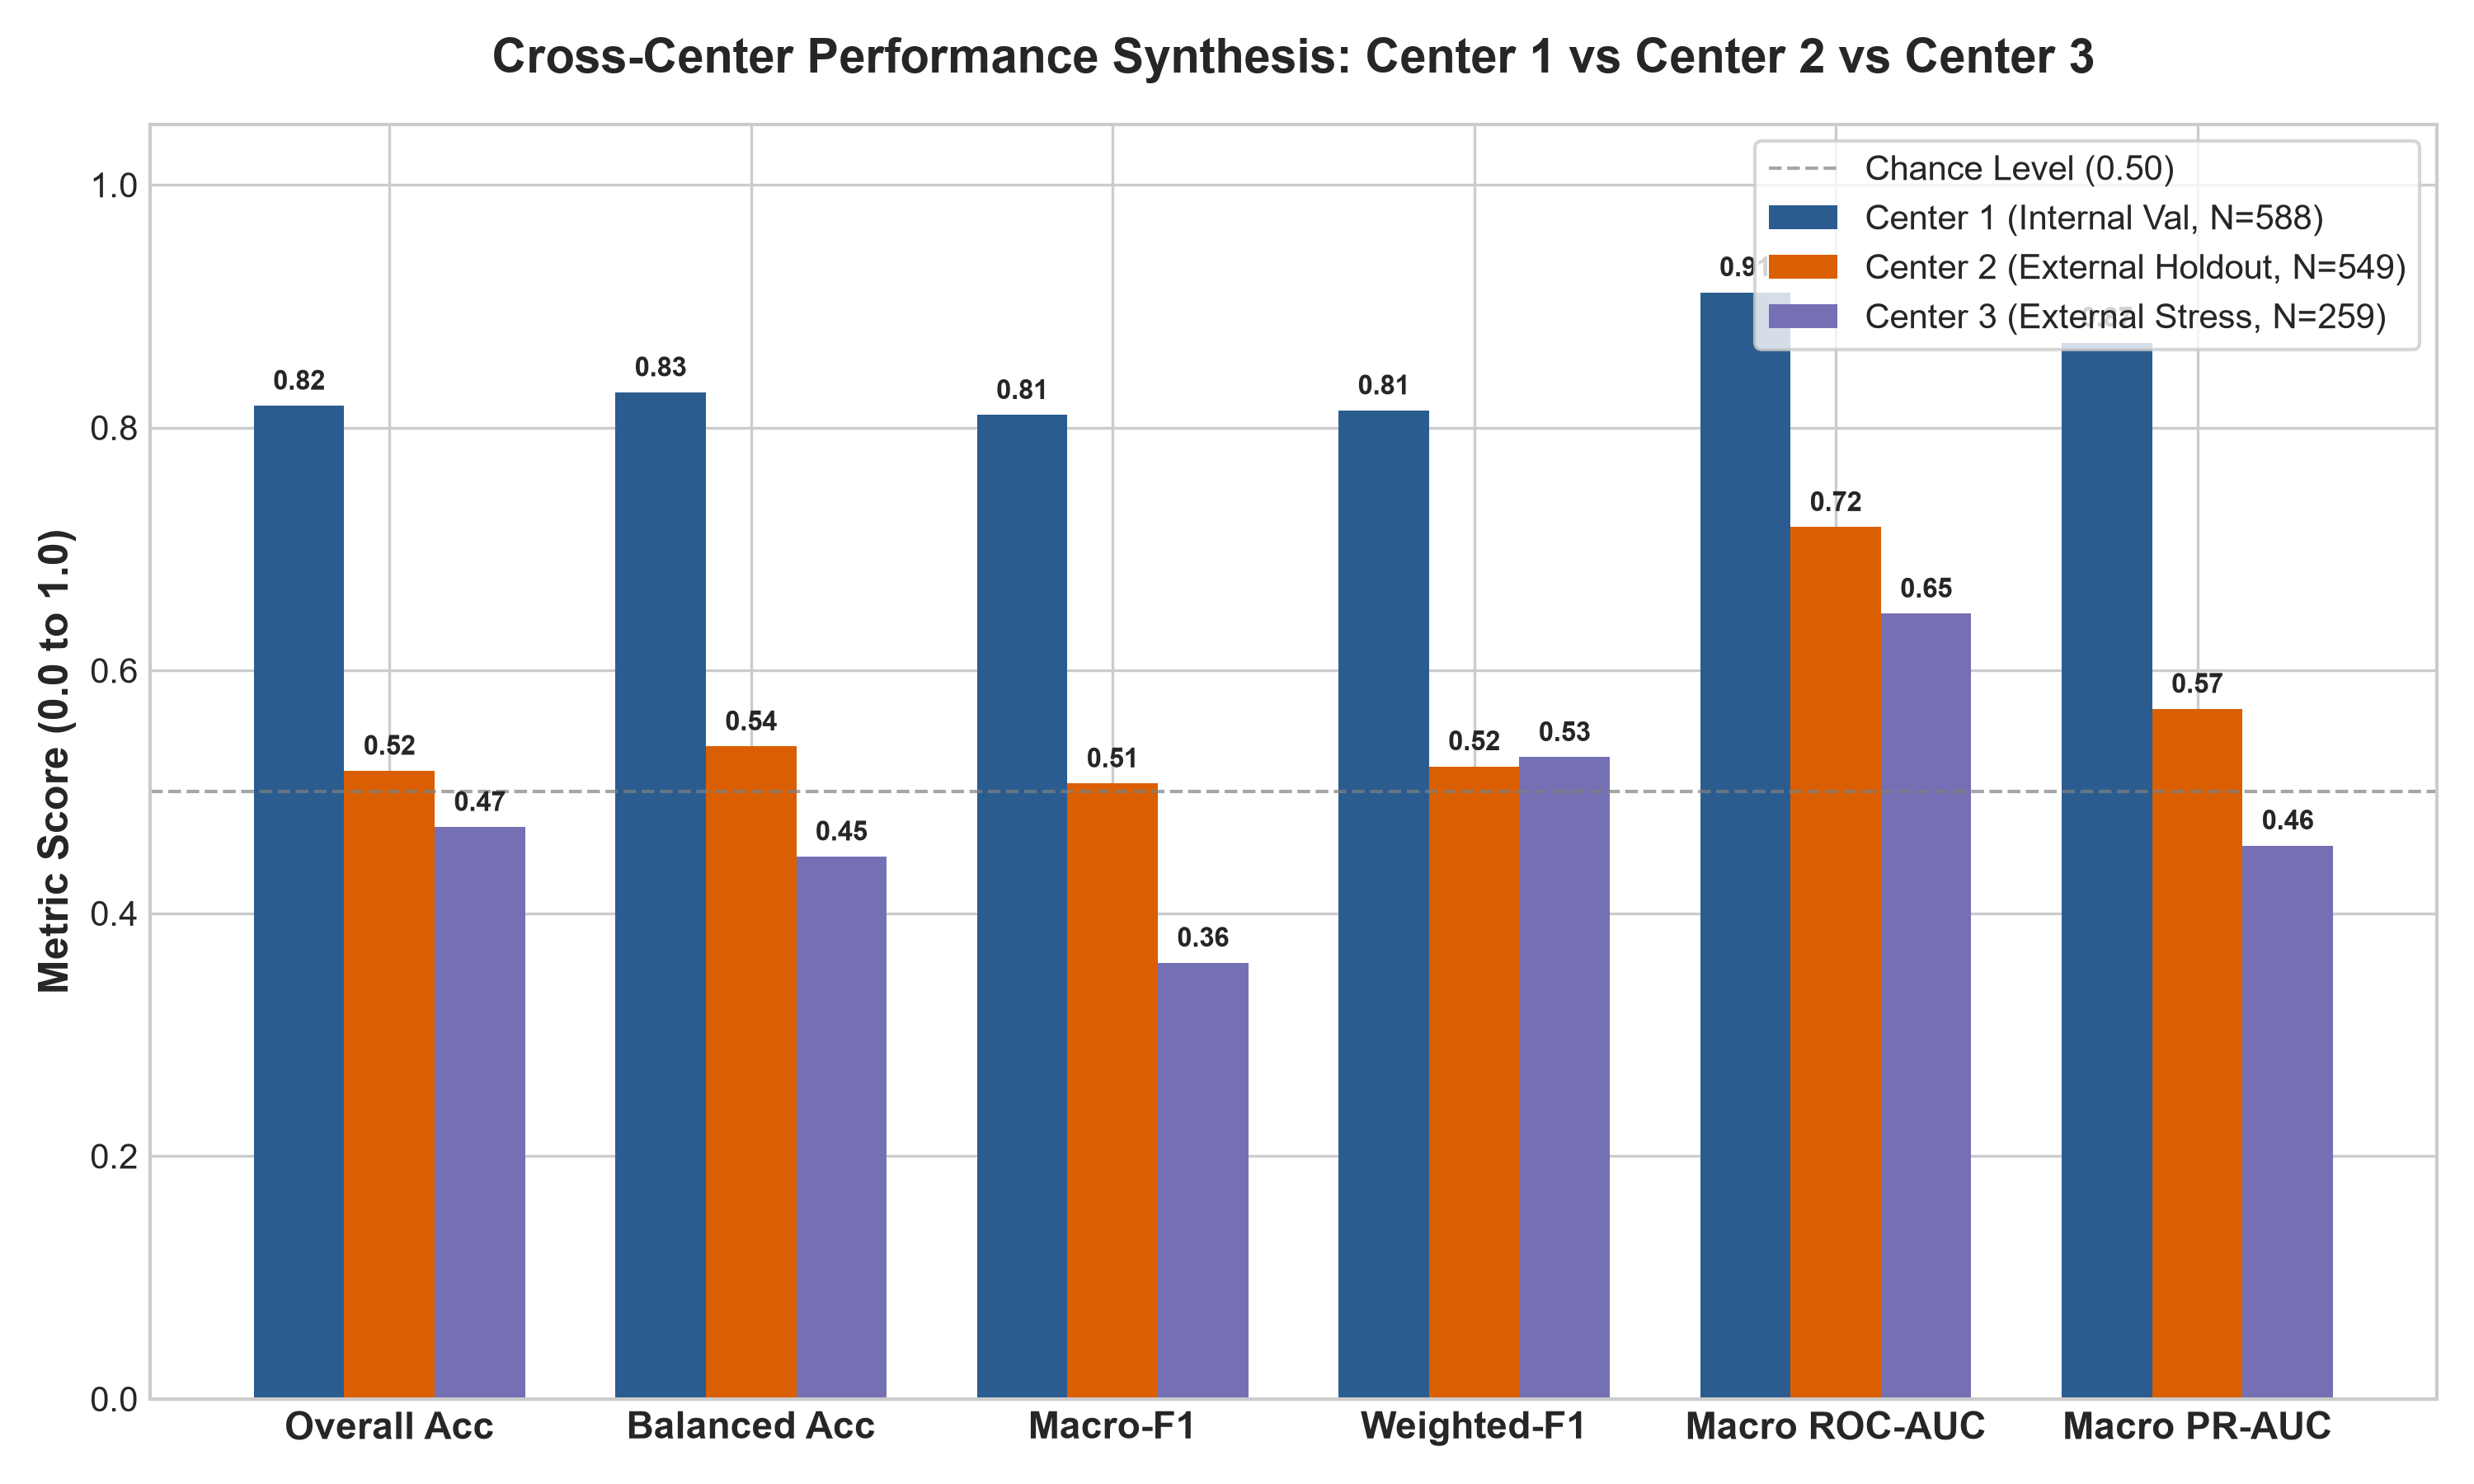 Cross-Center Performance Synthesis: Center 1 vs Center 2 vs Center 3
Metric Score (0.0 to 1.0)
1.0
0.8
0.6
0.4
0.2
0.0
Chance Level (0.50)
Center 1 (Internal Val, N=588)
Center 2 (External Holdout, N=549)
Center 3 (External Stress, N=259)
0.82
0.52
0.47
0.83
0.54
0.45
0.81
0.51
0.36
0.81
0.52
0.53
0.91
0.72
0.65
0.87
0.57
0.46
Overall Acc
Balanced Acc
Macro-F1
Weighted-F1
Macro ROC-AUC
Macro PR-AUC